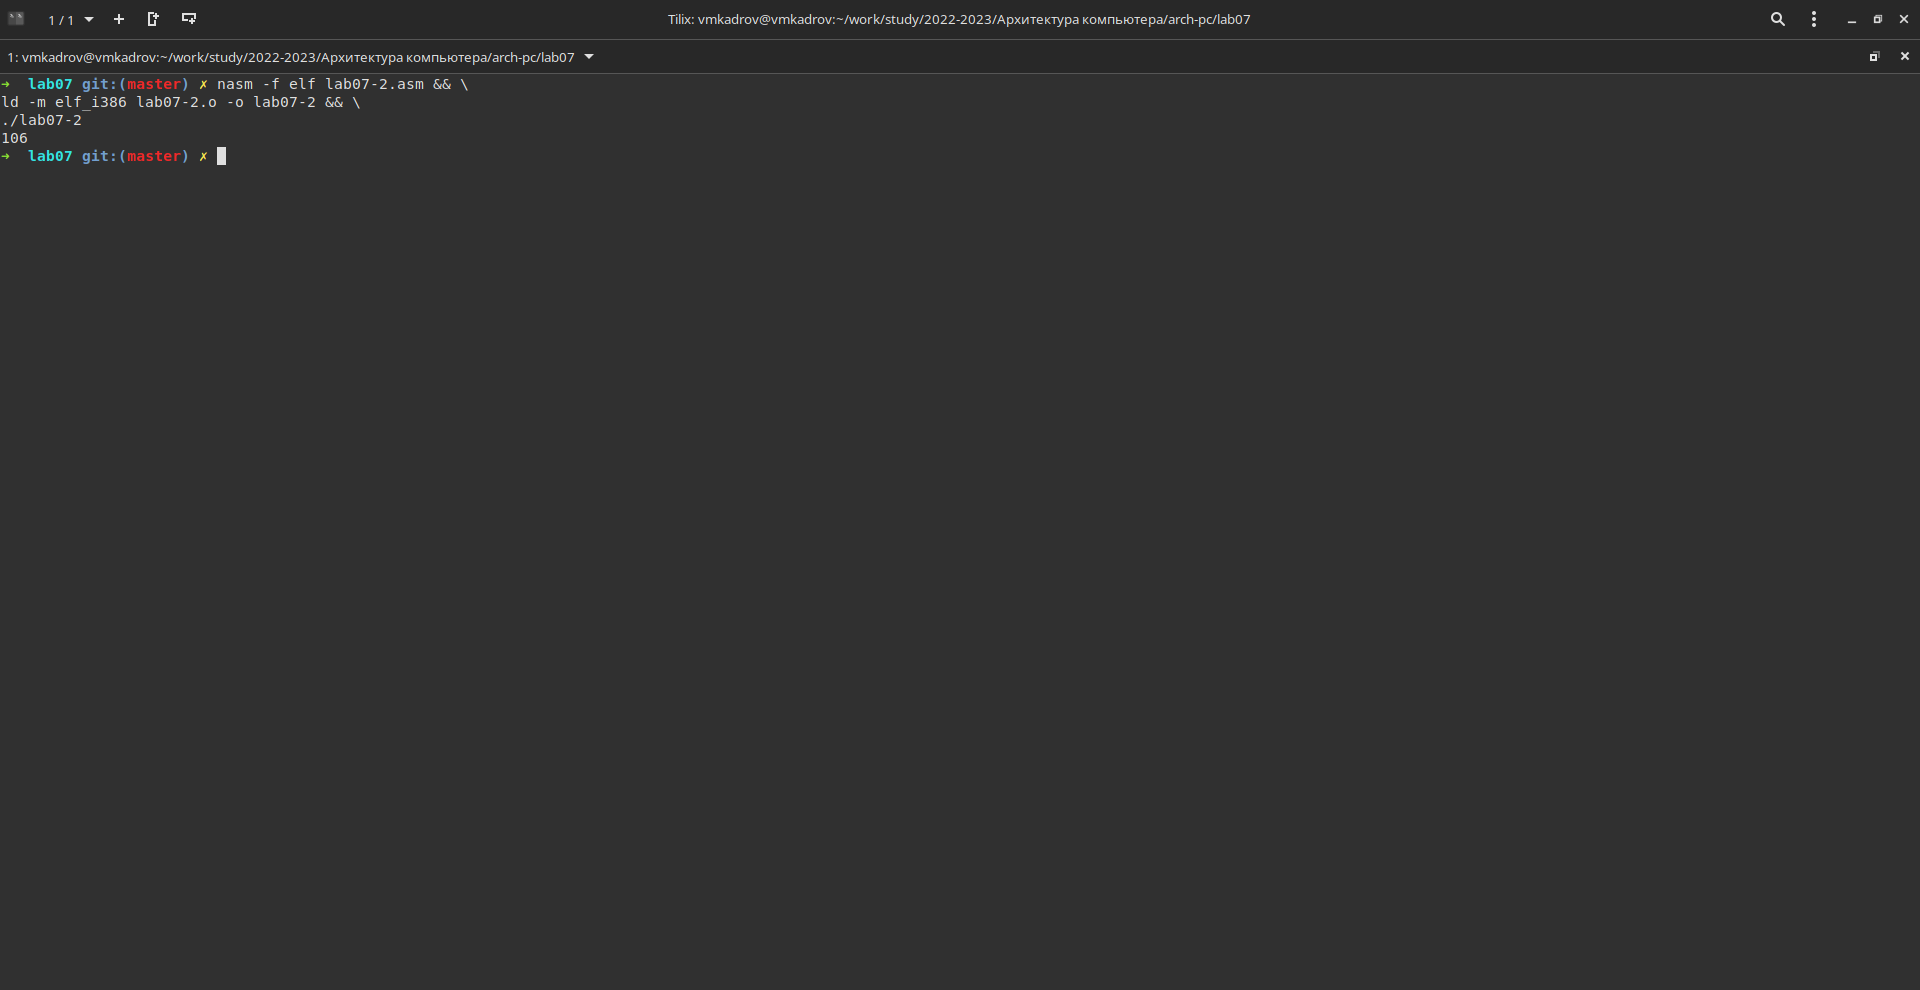 1 / 1
Tilix: vmkadrov@vmkadrov:~/work/study/2022-2023/Архитектура компьютера/arch-pc/lab07
1: vmkadrov@vmkadrov:~/work/study/2022-2023/Архитектура компьютера/arch-pc/lab07
➜  lab07 git:(master) ✗ nasm -f elf lab07-2.asm && \
ld -m elf_i386 lab07-2.o -o lab07-2 && \
./lab07-2
106
➜  lab07 git:(master) ✗